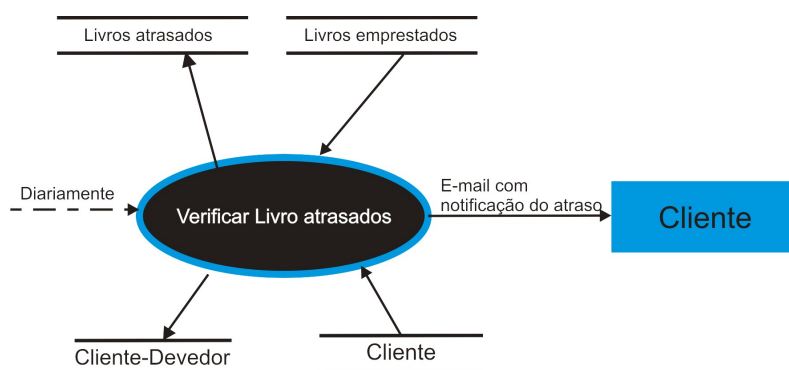 Livros atrasados
Livros emprestados
Diariamente
Verificar Livro atrasados
E-mail com
notificação do atraso
Cliente
Cliente-Devedor
Cliente